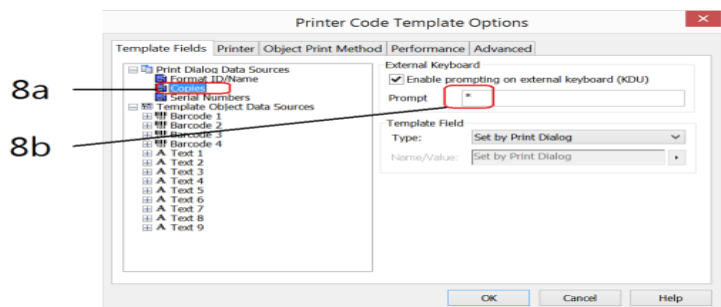 Printer Code Template Options
Template Fields Printer Object Print Method Performance Advanced
Print Dialog Data Sources
Format ID/Name
Copies
Serial Numbers
Template Object Data Sources
Barcode 1
Barcode 2
Barcode 3
Barcode 4
A Text 1
A Text 2
A Text 3
A Text 4
A Text 5
A Text 6
A Text 7
A Text 8
A Text 9
External Keyboard
Enable prompting on external keyboard (KDU)
Prompt *
Template Field
Type: Set by Print Dialog
Name/Value: Set by Print Dialog
8a
8b
OK Cancel Help